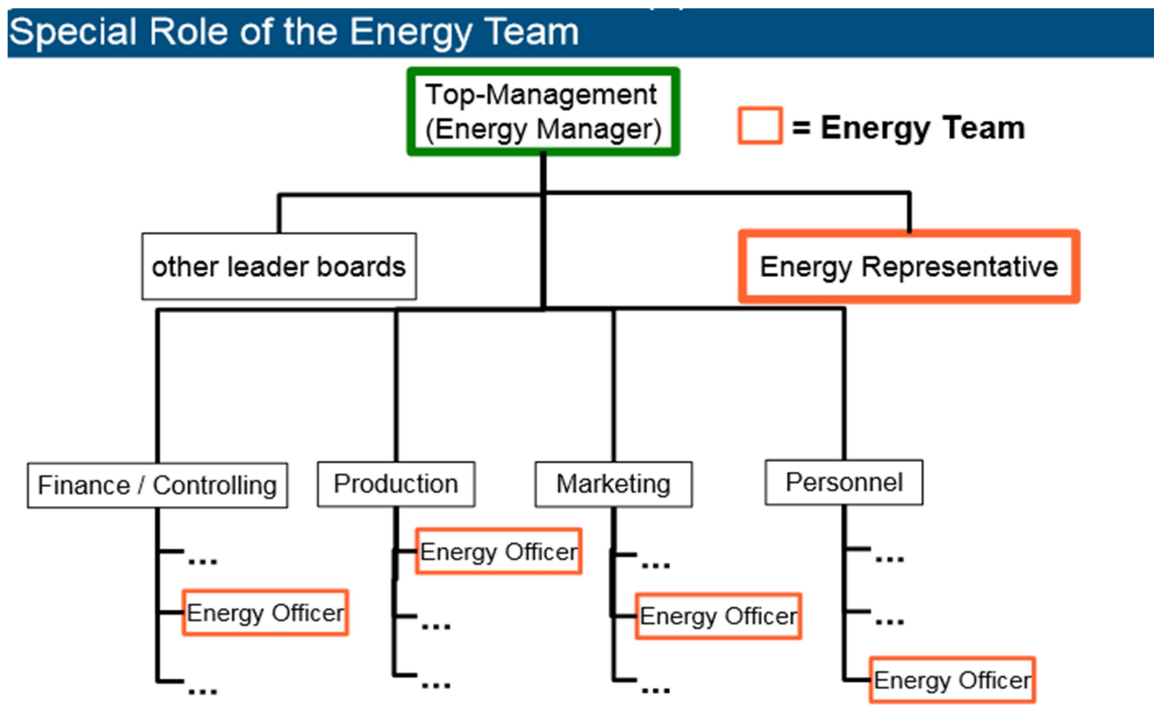 Special Role of the Energy Team
Top-Management
(Energy Manager)
= Energy Team
other leader boards
Energy Representative
Finance / Controlling
Production
Marketing
Personnel
...
Energy Officer
...
Energy Officer
...
...
...
Energy Officer
...
...
...
Energy Officer